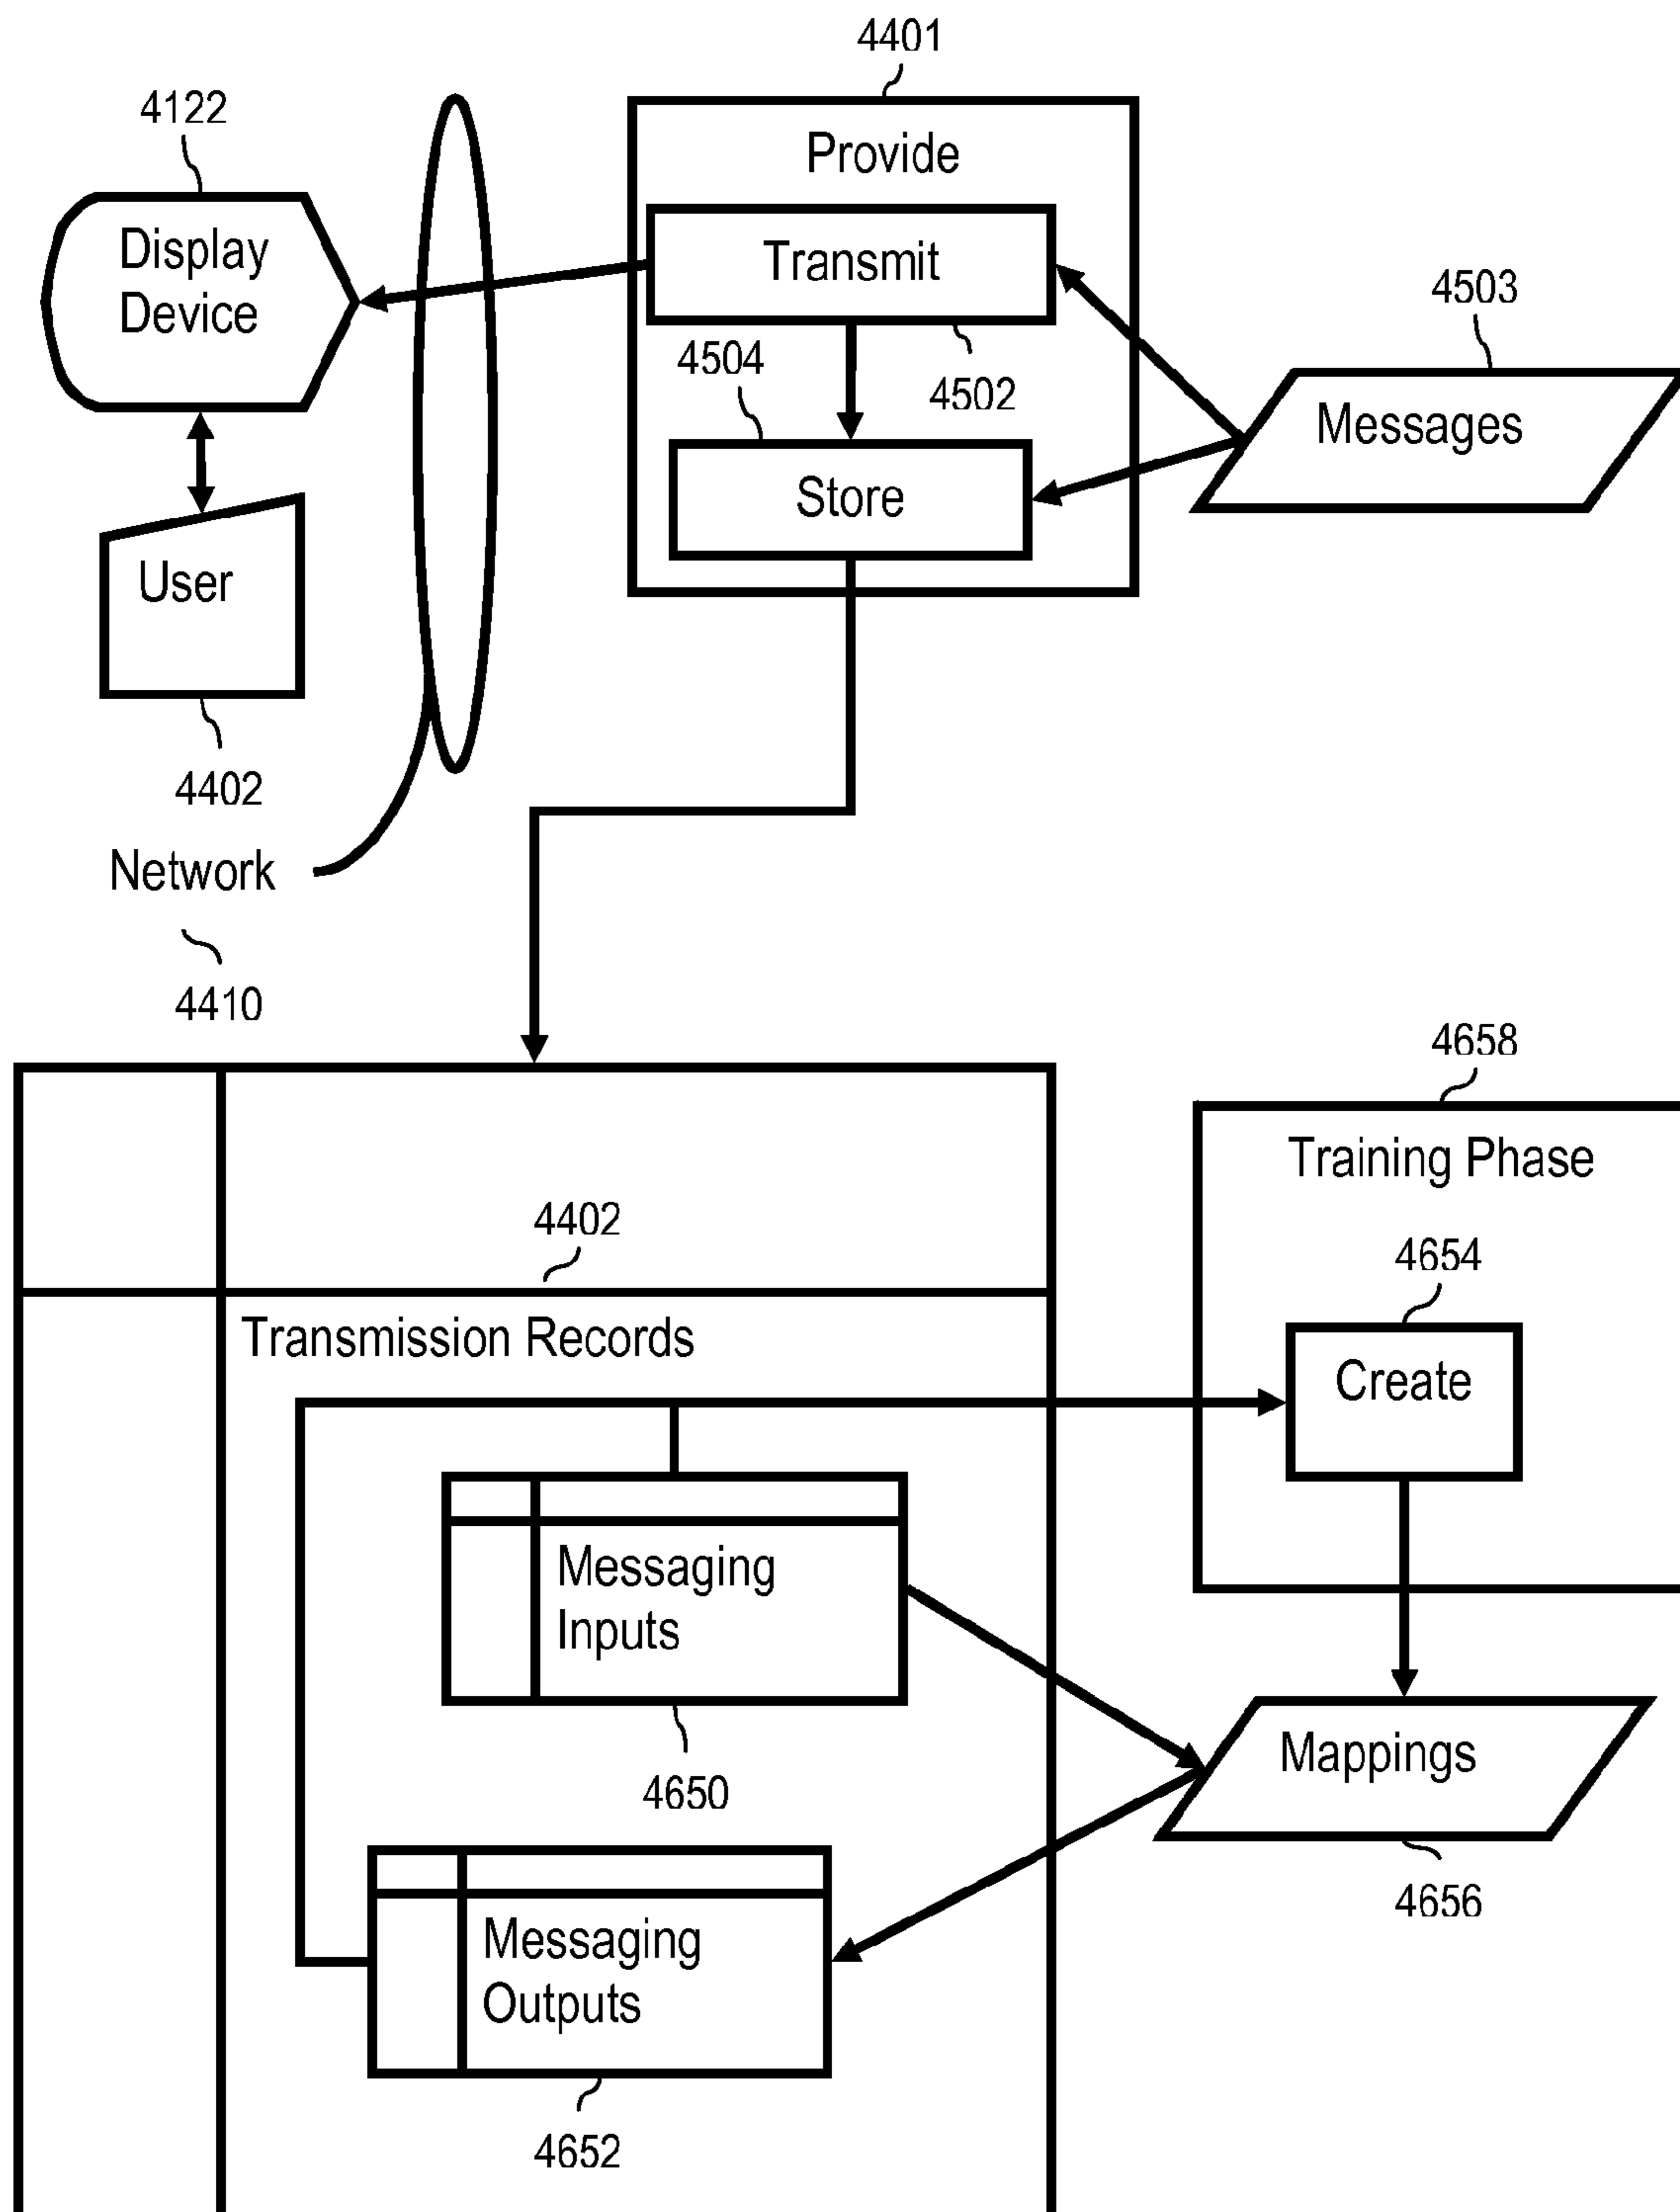 4401
4122
Provide
Display
Device
Transmit
4503
4504
4502
Messages
Store
User
4402
Network
4410
4658
Training Phase
4402
4654
Transmission Records
Create
Messaging
Inputs
Mappings
4650
4656
Messaging
Outputs
4652